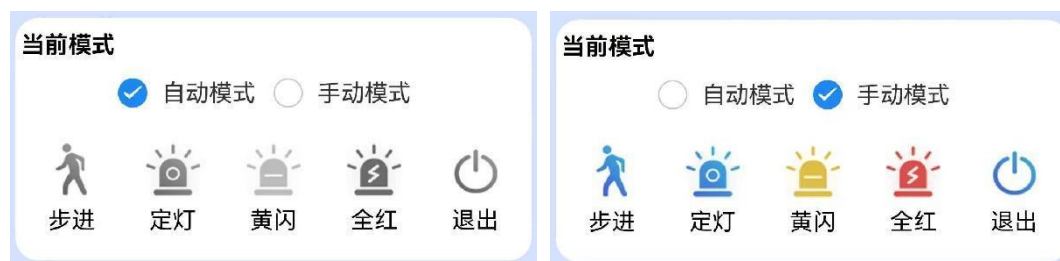 当前模式
自动模式 手动模式
步进 定灯 黄闪 全红 退出
当前模式
自动模式 手动模式
步进 定灯 黄闪 全红 退出